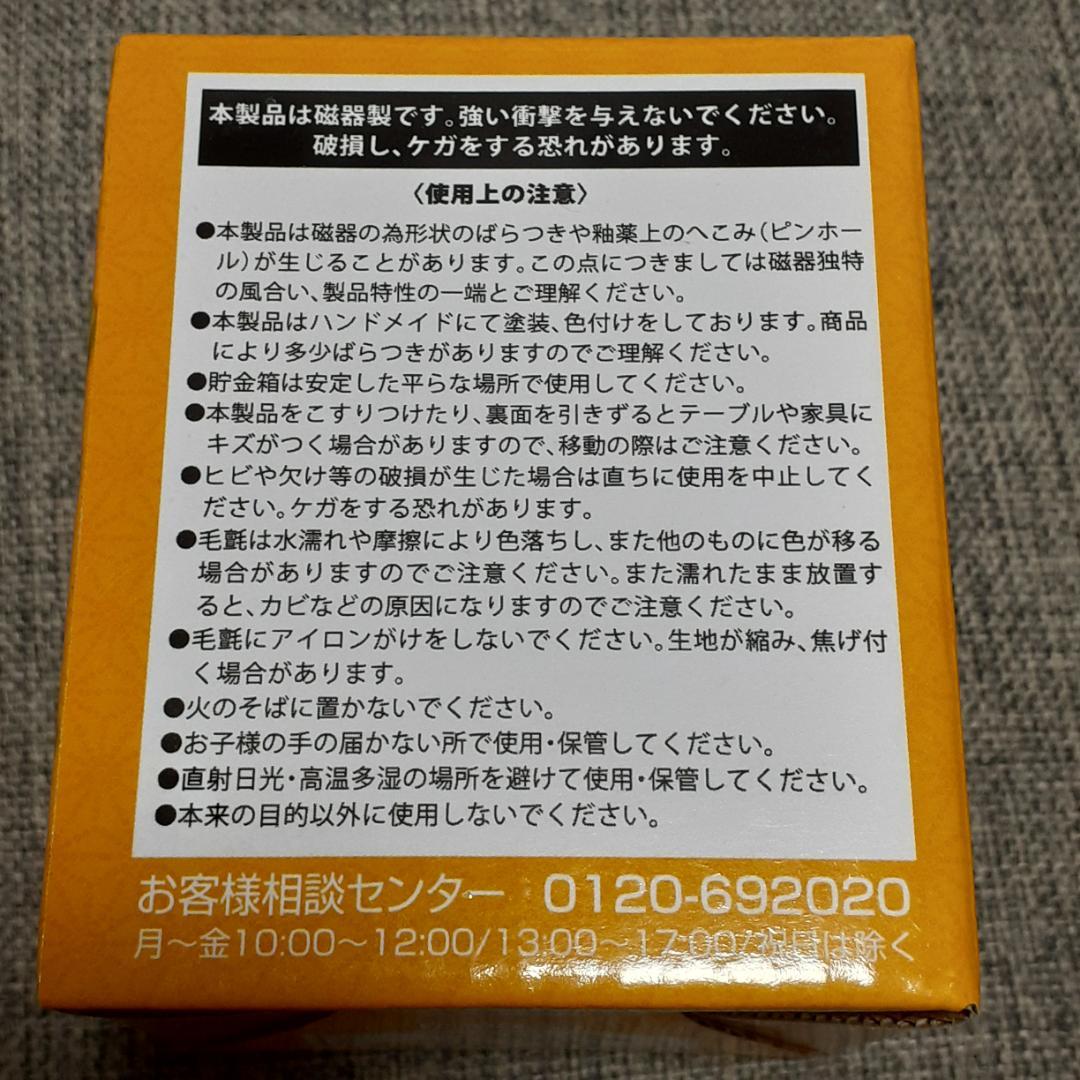 本製品は磁器製です。強い衝撃を与えないでください。
破損し、ケガをする恐れがあります。
〈使用上の注意〉
●本製品は磁器の為形状のばらつきや釉薬上のへこみ(ピンホー
ル)が生じることがあります。この点につきましては磁器独特
の風合い、製品特性の一端とご理解ください。
●本製品はハンドメイドにて塗装、色付けをしております。商品
により多少ばらつきがありますのでご理解ください。
●貯金箱は安定した平らな場所で使用してください。
●本製品をこすりつけたり、裏面を引きずるとテーブルや家具に
キズがつく場合がありますので、移動の際はご注意ください。
●ヒビや欠け等の破損が生じた場合は直ちに使用を中止してく
ださい。ケガをする恐れがあります。
●毛氈は水濡れや摩擦により色落ちし、また他のものに色が移る
場合がありますのでご注意ください。また濡れたまま放置す
ると、カビなどの原因になりますのでご注意ください。
●毛氈にアイロンがけをしないでください。生地が縮み、焦げ付
く場合があります。
●火のそばに置かないでください。
●お子様の手の届かない所で使用・保管してください。
●直射日光・高温多湿の場所を避けて使用・保管してください。
●本来の目的以外に使用しないでください。
お客様相談センター 0120-692020
月～金10:00～12:00/13:00～17:00/祝日は除く